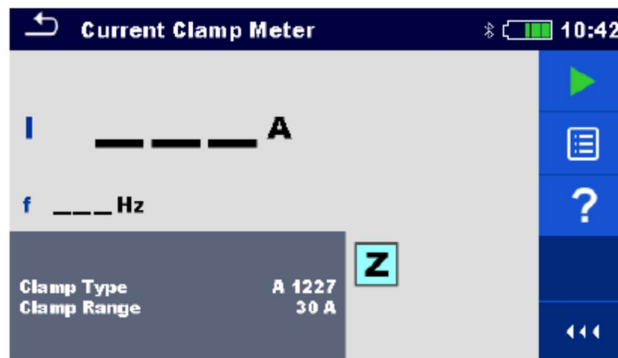 Current Clamp Meter 10:42
I ___ A
f ___ Hz
Z
Clamp Type A 1227
Clamp Range 30 A
?